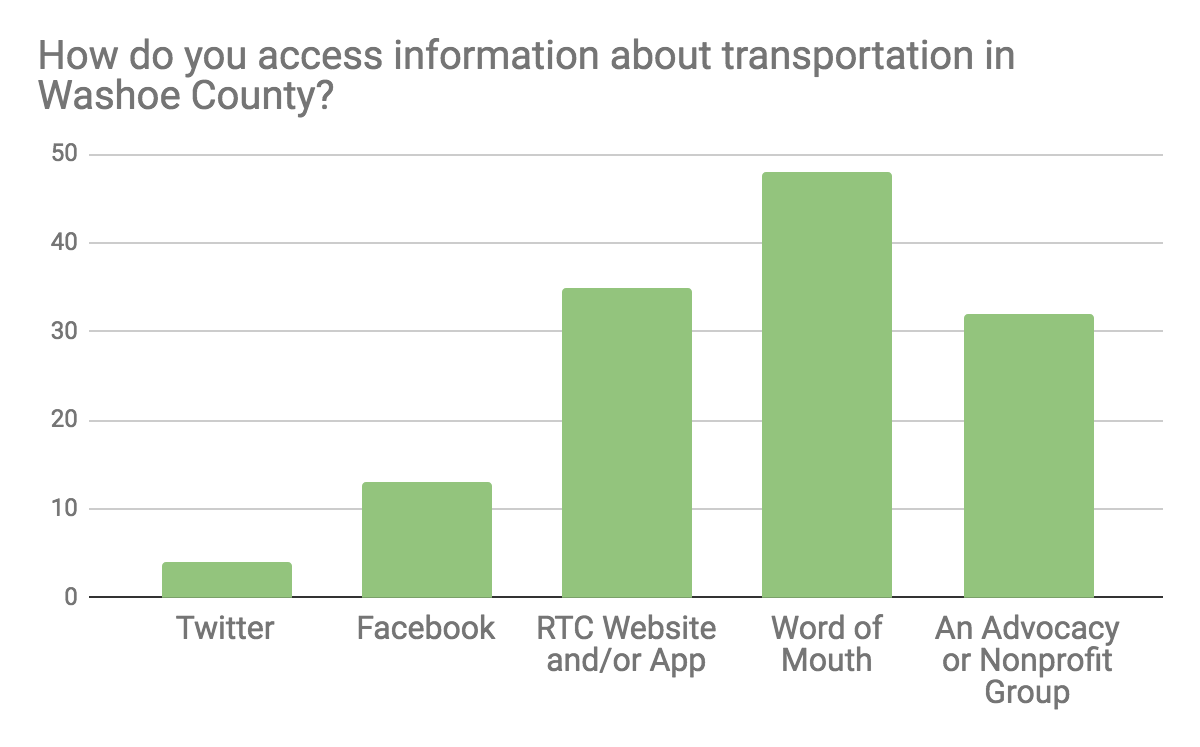 How do you access information about transportation in
Washoe County?
50
40
30
20
10
0
Twitter
Facebook
RTC Website
and/or App
Word of
Mouth
An Advocacy
or Nonprofit
Group